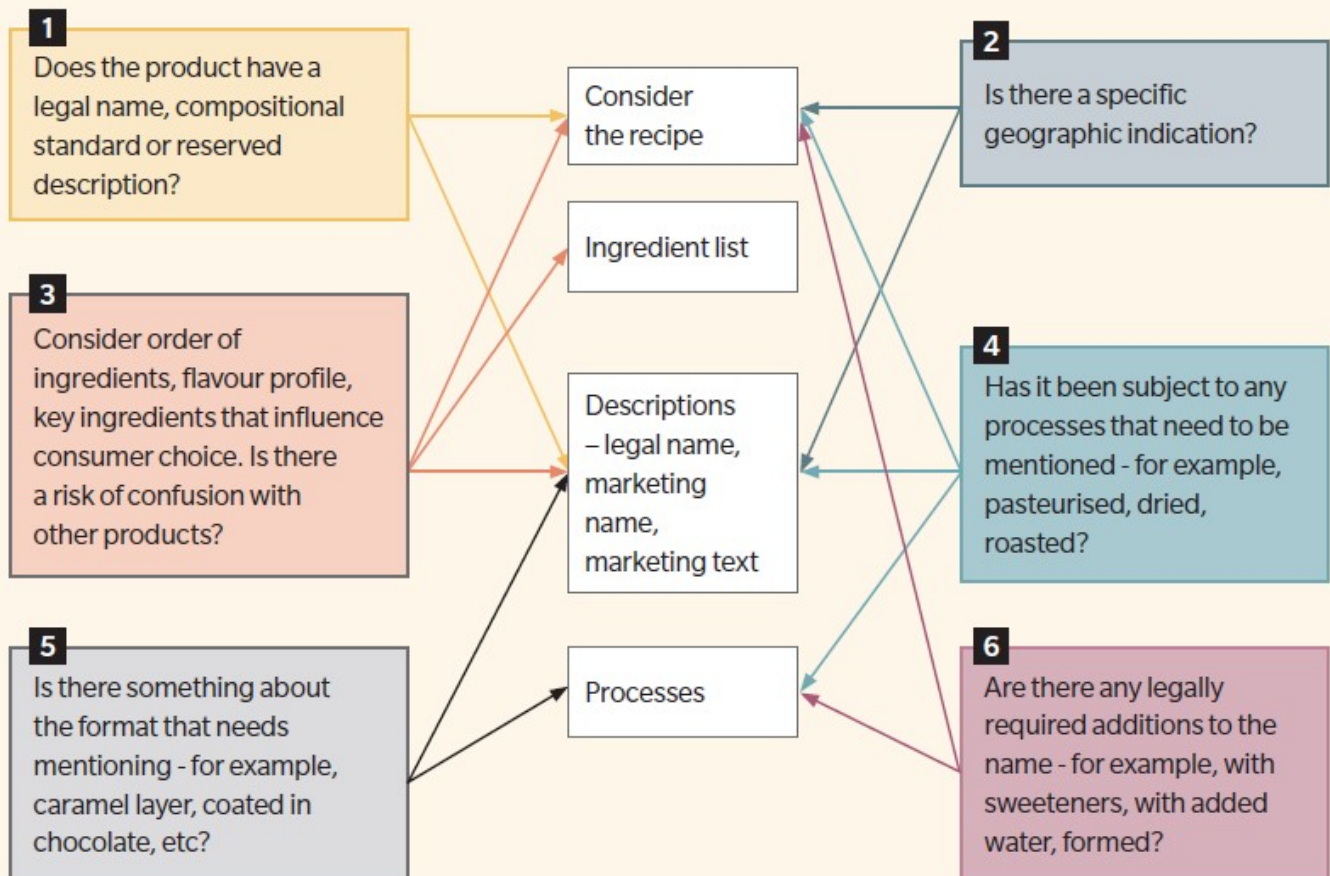 1
Does the product have a
legal name, compositional
standard or reserved
description?
2
Is there a specific
geographic indication?
Consider
the recipe
Ingredient list
3
Consider order of
ingredients, flavour profile,
key ingredients that influence
consumer choice. Is there
a risk of confusion with
other products?
Descriptions
– legal name,
marketing
name,
marketing text
4
Has it been subject to any
processes that need to be
mentioned - for example,
pasteurised, dried,
roasted?
5
Is there something about
the format that needs
mentioning - for example,
caramel layer, coated in
chocolate, etc?
Processes
6
Are there any legally
required additions to the
name - for example, with
sweeteners, with added
water, formed?